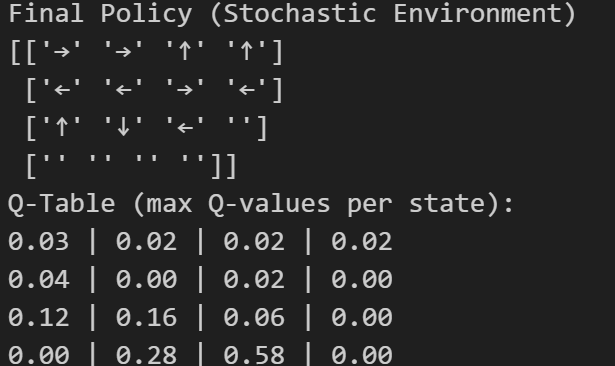 Final Policy (Stochastic Environment)
[['→' '→' '↑' '↑']
 ['←' '←' '→' '←']
 ['↑' '↓' '←' '']
 ['' '' '' '']]
Q-Table (max Q-values per state):
0.03 | 0.02 | 0.02 | 0.02
0.04 | 0.00 | 0.02 | 0.00
0.12 | 0.16 | 0.06 | 0.00
0.00 | 0.28 | 0.58 | 0.00